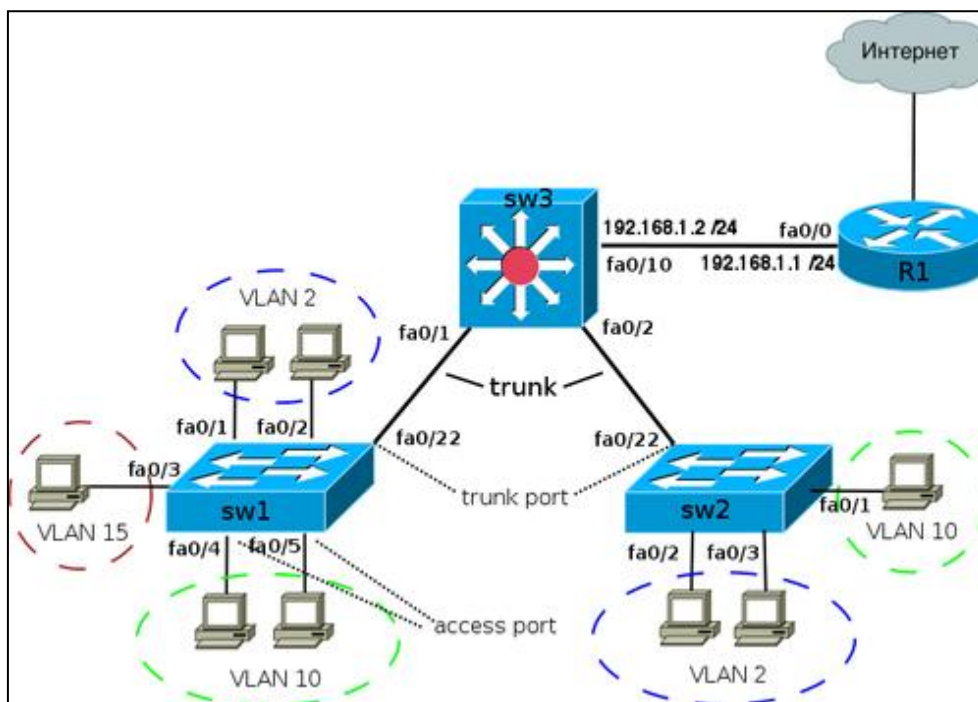 Интернет
sw3
192.168.1.2 /24
fa0/0
fa0/10
192.168.1.1 /24
R1
VLAN 2
fa0/1
fa0/2
trunk
fa0/1
fa0/2
fa0/22
fa0/22
fa0/3
trunk port
VLAN 15
sw1
sw2
fa0/1
VLAN 10
fa0/4
fa0/5
fa0/2
fa0/3
access port
VLAN 10
VLAN 2